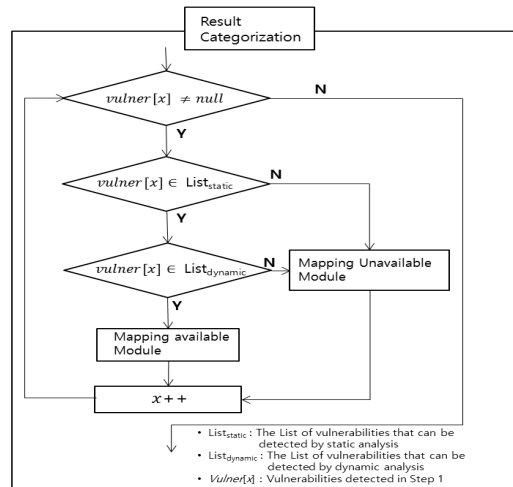 Result
Categorization
vulner[x] ≠ null
N
Y
vulner[x] ∈ List_static
N
Y
vulner[x] ∈ List_dynamic
N
Y
Mapping Unavailable
Module
Mapping available
Module
x++
• List_static : The List of vulnerabilities that can be
detected by static analysis
• List_dynamic : The List of vulnerabilities that can be
detected by dynamic analysis
• Vulner[x] : Vulnerabilities detected in Step 1